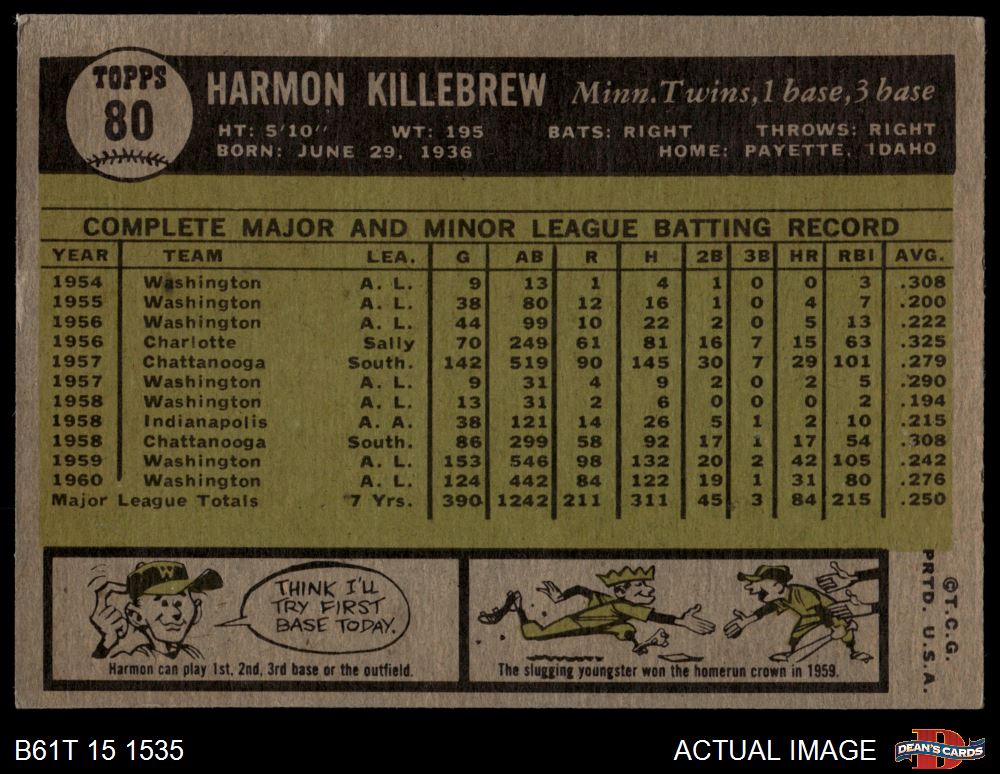 TOPPS
80
HARMON KILLEBREW Minn. Twins, 1 base, 3 base
HT: 5'10" WT: 195 BATS: RIGHT THROWS: RIGHT
BORN: JUNE 29, 1936 HOME: PAYETTE, IDAHO
COMPLETE MAJOR AND MINOR LEAGUE BATTING RECORD
YEAR TEAM LEA. G AB R H 2B 3B HR RBI AVG.
1954 Washington A. L. 9 13 1 4 1 0 0 3 .308
1955 Washington A. L. 38 80 12 16 1 0 4 7 .200
1956 Washington A. L. 44 99 10 22 2 0 5 13 .222
1956 Charlotte Sally 70 249 61 81 16 7 15 63 .325
1957 Chattanooga South. 142 519 90 145 30 7 29 101 .279
1957 Washington A. L. 9 31 4 9 2 0 2 5 .290
1958 Washington A. L. 13 31 2 6 0 0 0 2 .194
1958 Indianapolis A. A. 38 121 14 26 5 1 2 10 .215
1958 Chattanooga South. 86 299 58 92 17 1 17 54 .308
1959 Washington A. L. 153 546 98 132 20 2 42 105 .242
1960 Washington A. L. 124 442 84 122 19 1 31 80 .276
Major League Totals 7 Yrs. 390 1242 211 311 45 3 84 215 .250
W
THINK I'LL
TRY FIRST
BASE TODAY.
Harmon can play 1st, 2nd, 3rd base or the outfield.
The slugging youngster won the homerun crown in 1959.
©T.C.G.
PRTD. U.S.A.
B61T 15 1535
ACTUAL IMAGE
D
DEAN'S CARDS